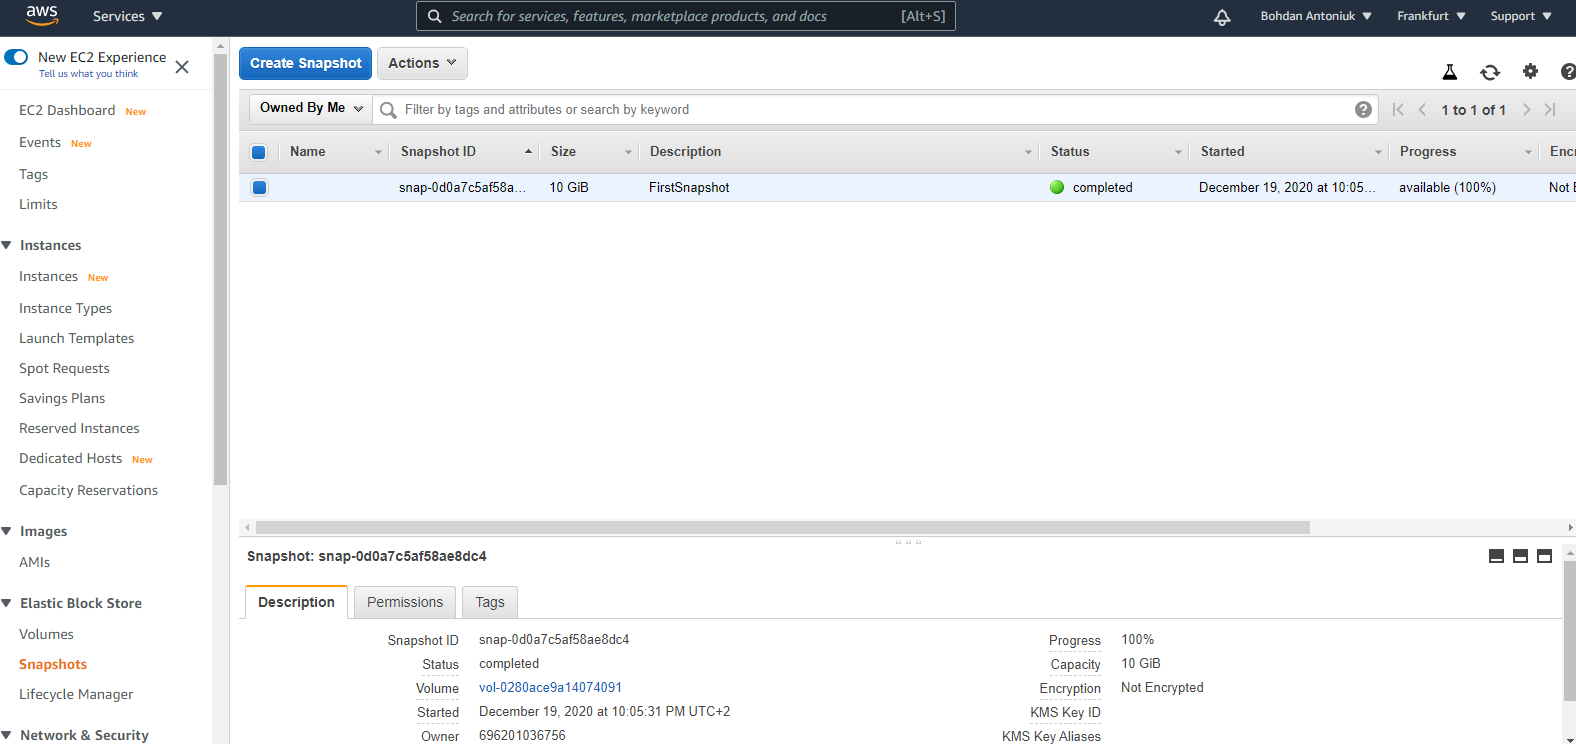 aws Services Search for services, features, marketplace products, and docs [Alt+S] Bohdan Antoniuk Frankfurt Support
New EC2 Experience
Tell us what you think
EC2 Dashboard New
Events New
Tags
Limits
Instances
Instances New
Instance Types
Launch Templates
Spot Requests
Savings Plans
Reserved Instances
Dedicated Hosts New
Capacity Reservations
Images
AMIs
Elastic Block Store
Volumes
Snapshots
Lifecycle Manager
Network & Security
Create Snapshot Actions
Owned By Me Filter by tags and attributes or search by keyword 1 to 1 of 1
Name Snapshot ID Size Description Status Started Progress Encr
snap-0d0a7c5af58a... 10 GiB FirstSnapshot completed December 19, 2020 at 10:05... available (100%) Not E
Snapshot: snap-0d0a7c5af58ae8dc4
Description Permissions Tags
Snapshot ID snap-0d0a7c5af58ae8dc4 Progress 100%
Status completed Capacity 10 GiB
Volume vol-0280ace9a14074091 Encryption Not Encrypted
Started December 19, 2020 at 10:05:31 PM UTC+2 KMS Key ID
Owner 696201036756 KMS Key Aliases